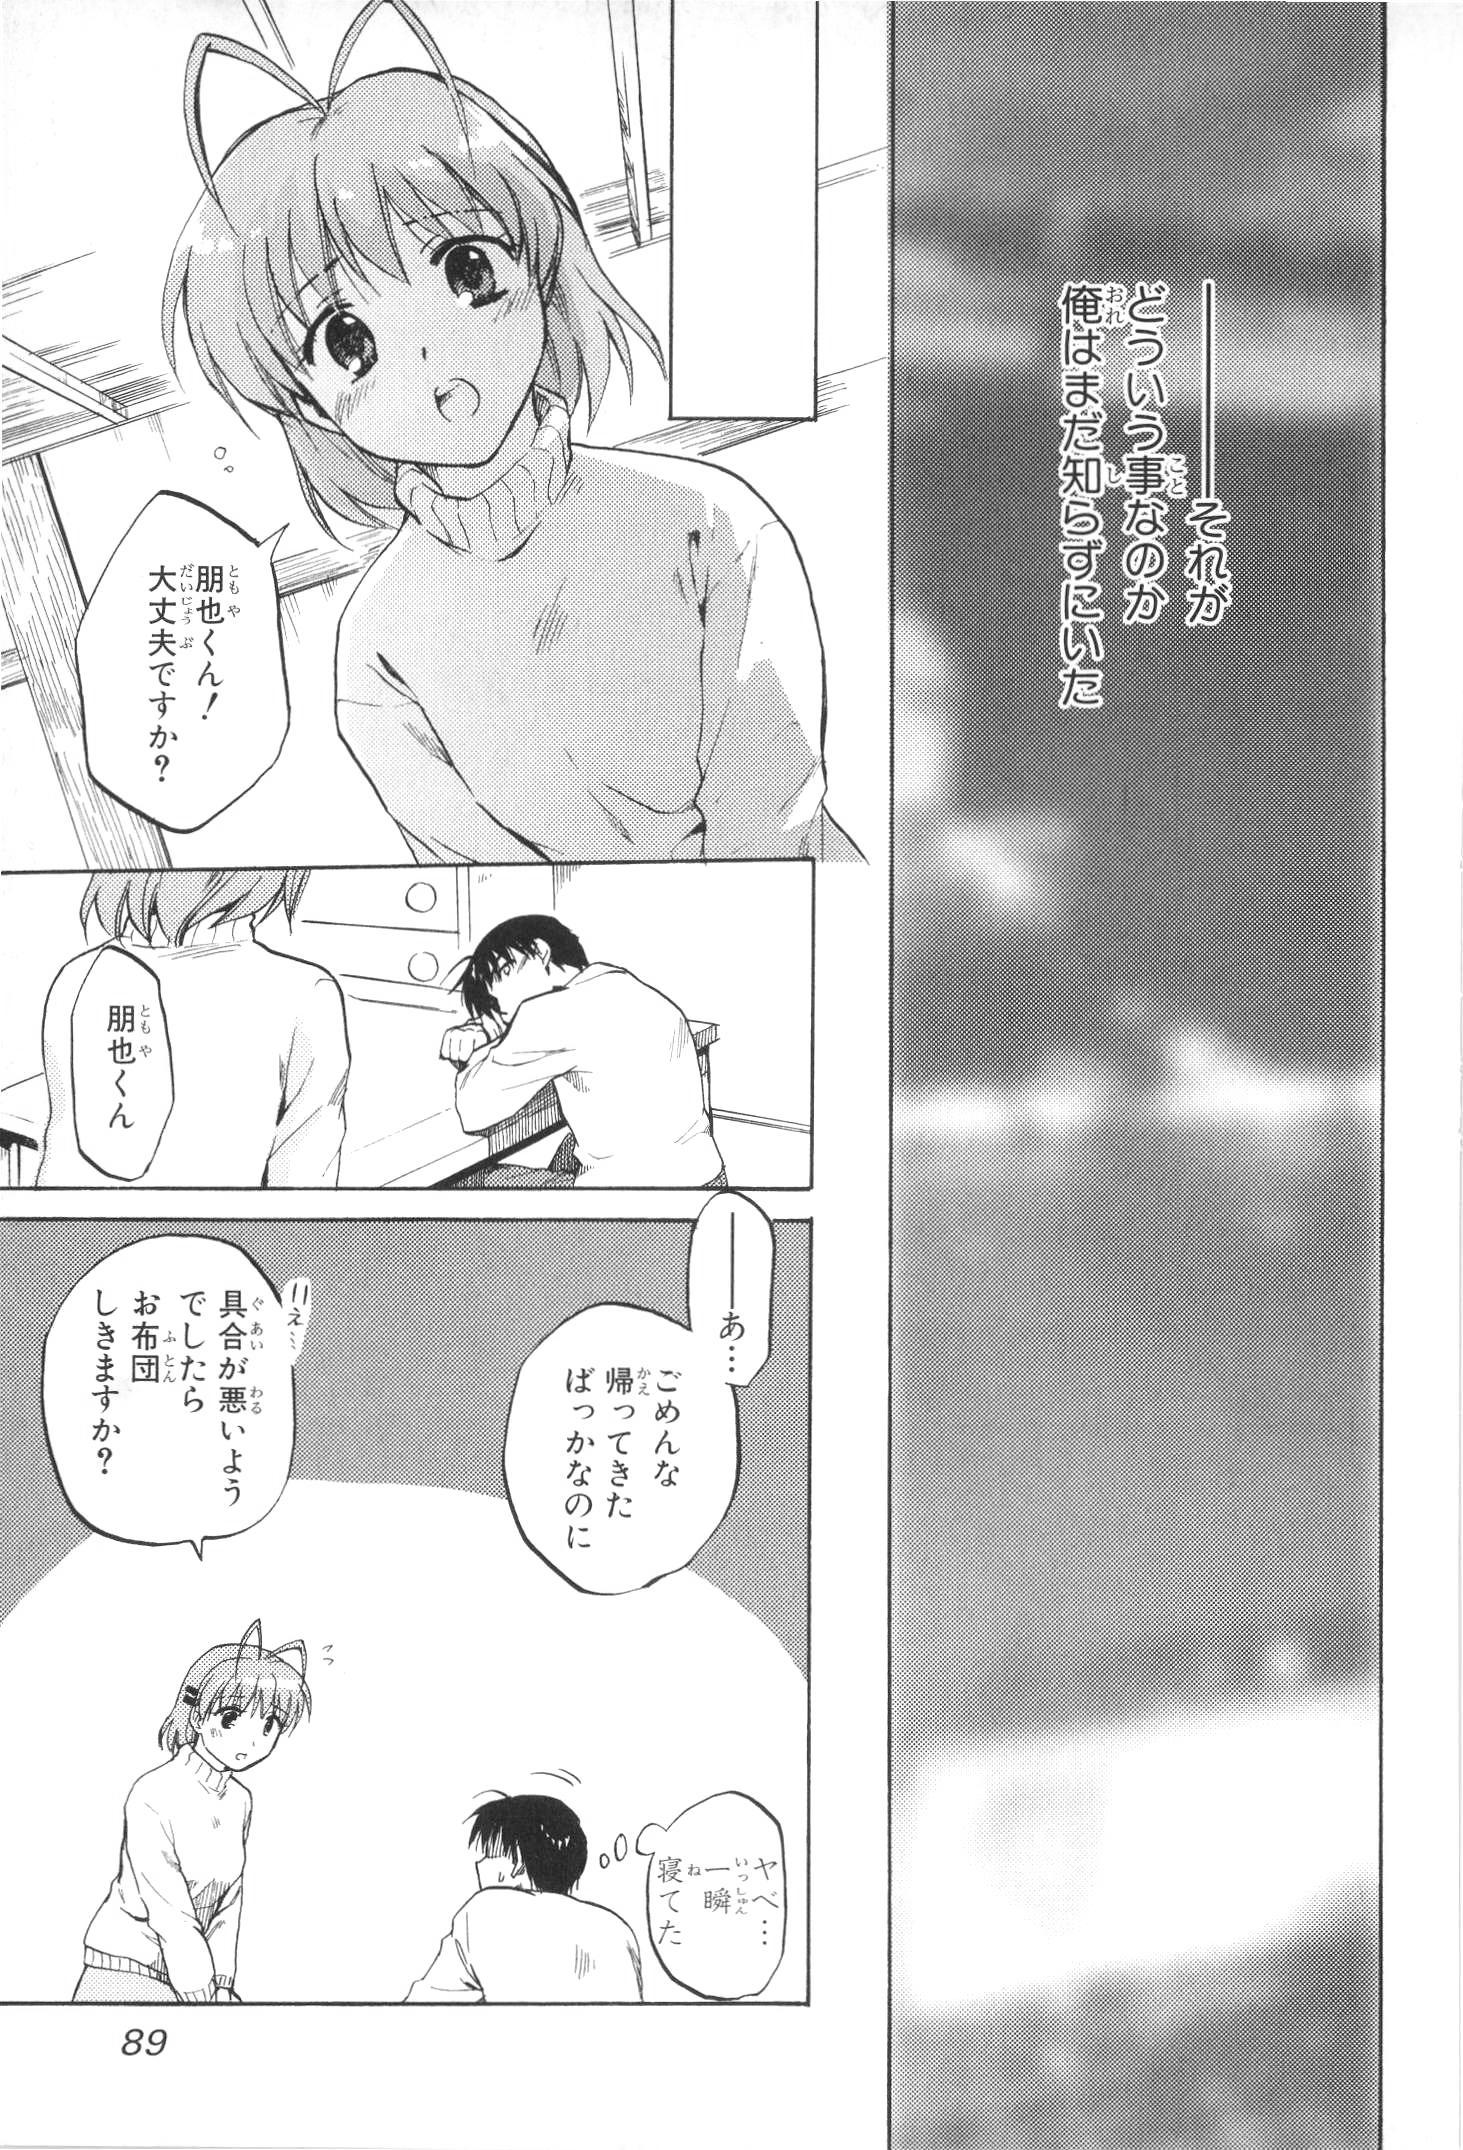 ――――それが
どういう事なのか
俺はまだ知らずにいた
朋也くん!
大丈夫ですか?
朋也くん
――あ…
ごめんな
帰ってきた
ばっかなのに
いえ…
具合が悪いよう
でしたら
お布団
しきますか?
ヤベ…
一瞬
寝てた
89